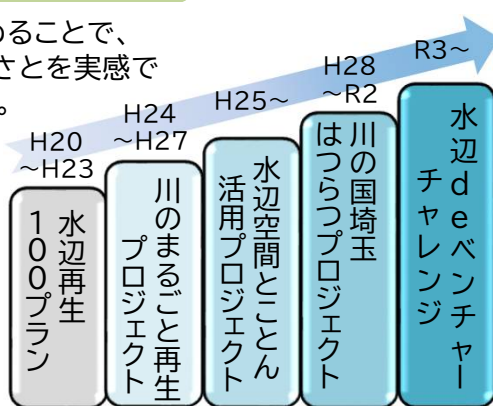 めることで、
さとを実感で
。
H20
~H23
水辺再生
100プラン
H24
~H27
川のまるごと再生
プロジェクト
H25~
水辺空間とことん
活用プロジェクト
H28
~R2
川の国埼玉
はつらつプロジェクト
R3~
水辺deベンチャー
チャレンジ